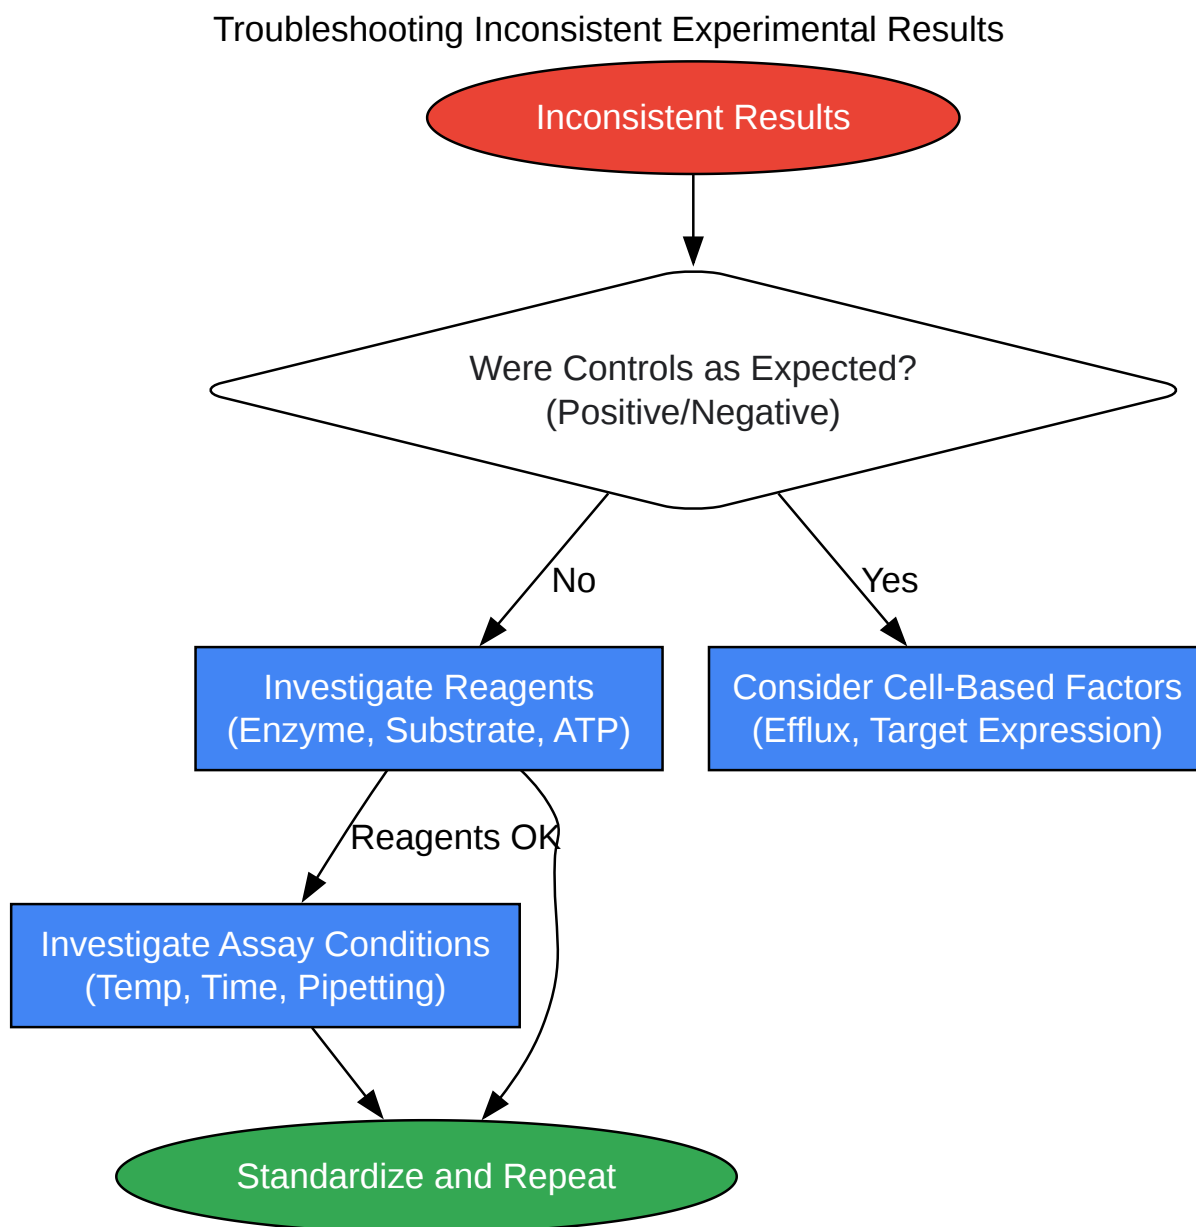 Troubleshooting Inconsistent Experimental Results
Inconsistent Results
Were Controls as Expected?
(Positive/Negative)
No
Yes
Investigate Reagents
(Enzyme, Substrate, ATP)
Consider Cell-Based Factors
(Efflux, Target Expression)
Reagents OK
Investigate Assay Conditions
(Temp, Time, Pipetting)
Standardize and Repeat